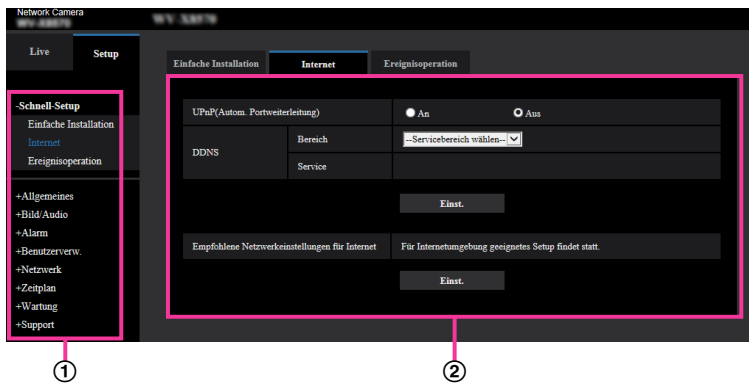 Network Camera
Live
Setup
Einfache Installation
Internet
Ereignisoperation
-Schnell-Setup
Einfache Installation
Internet
Ereignisoperation
+Allgemeines
+Bild/Audio
+Alarm
+Benutzerverw.
+Netzwerk
+Zeitplan
+Wartung
+Support
UPnP(Autom. Portweiterleitung)
An
Aus
DDNS
Bereich
--Servicebereich wählen--
Service
Einst.
Empfohlene Netzwerkeinstellungen für Internet
Für Internetumgebung geeignetes Setup findet statt.
Einst.
①
②